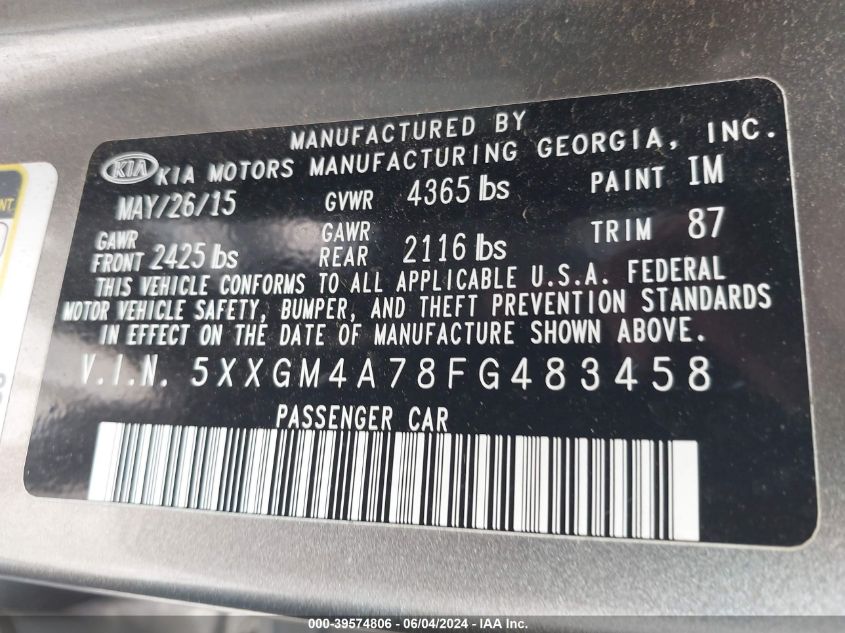 MANUFACTURED BY
KIA KIA MOTORS MANUFACTURING GEORGIA, INC.
MAY/26/15 GVWR 4365 lbs PAINT IM
GAWR FRONT 2425 lbs GAWR REAR 2116 lbs TRIM 87
THIS VEHICLE CONFORMS TO ALL APPLICABLE U.S.A. FEDERAL
MOTOR VEHICLE SAFETY, BUMPER, AND THEFT PREVENTION STANDARDS
IN EFFECT ON THE DATE OF MANUFACTURE SHOWN ABOVE.
V.I.N. 5XXGM4A78FG483458
PASSENGER CAR
000-39574806 - 06/04/2024 - IAA Inc.